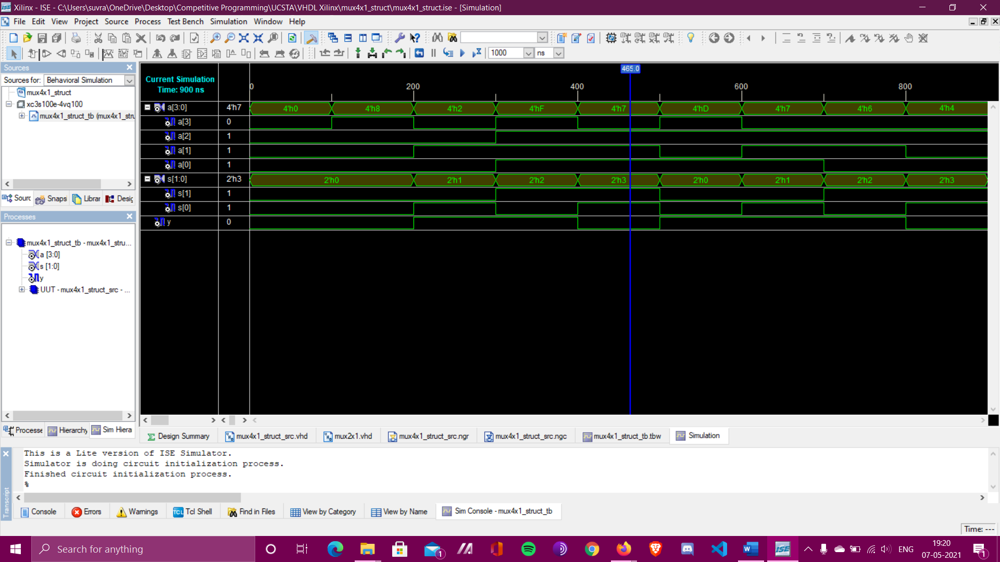 Xilinx - ISE - C:\Users\suvra\OneDrive\Desktop\Competitive Programming\UCSTA\VHDL Xilinx\mux4x1_struct\mux4x1_struct.ise - [Simulation]
File Edit View Project Source Process Test Bench Simulation Window Help
1000 ns
Sources
Sources for: Behavioral Simulation
mux4x1_struct
xc3s100e-4vq100
mux4x1_struct_tb (mux4x1_stru
Sourc Snaps Librar Desig
Processes
mux4x1_struct_tb - mux4x1_stru...
a [3:0]
s [1:0]
y
UUT - mux4x1_struct_src - ...
Processe Hierarchy Sim Hiera
465.0
Current Simulation
Time: 900 ns
0 200 400 600 800
a[3:0] 4'h7 4'h0 4'h8 4'h2 4'hF 4'h7 4'hD 4'h7 4'h6 4'h4
a[3] 0
a[2] 1
a[1] 1
a[0] 1
s[1:0] 2'h3 2'h0 2'h1 2'h2 2'h3 2'h0 2'h1 2'h2 2'h3
s[1] 1
s[0] 1
y 0
Design Summary mux4x1_struct_src.vhd mux2x1.vhd mux4x1_struct_src.ngr mux4x1_struct_src.ngc mux4x1_struct_tb.tbw Simulation
This is a Lite version of ISE Simulator.
Simulator is doing circuit initialization process.
Finished circuit initialization process.
%
Transcript
Console Errors Warnings Tcl Shell Find in Files View by Category View by Name Sim Console - mux4x1_struct_tb
Time: ---
Search for anything
1
ENG
19:20
07-05-2021
1